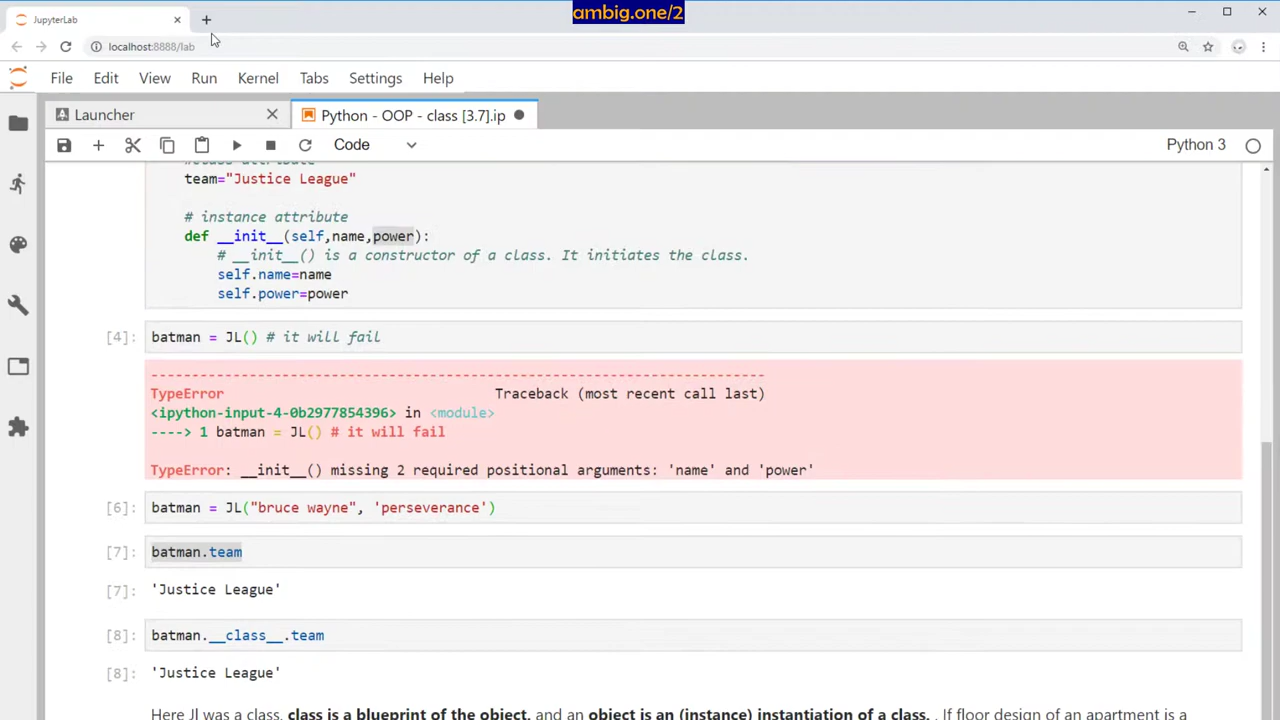 ambig.one/2
JupyterLab
localhost:8888/lab
File Edit View Run Kernel Tabs Settings Help
Launcher
Python - OOP - class [3.7].ip
Code
Python 3
#class attribute
team="Justice League"
# instance attribute
def __init__(self,name,power):
# __init__() is a constructor of a class. It initiates the class.
self.name=name
self.power=power
[4]: batman = JL() # it will fail
---------------------------------------------------------------------------
TypeError Traceback (most recent call last)
<ipython-input-4-0b2977854396> in <module>
----> 1 batman = JL() # it will fail
TypeError: __init__() missing 2 required positional arguments: 'name' and 'power'
[6]: batman = JL("bruce wayne", 'perseverance')
[7]: batman.team
[7]: 'Justice League'
[8]: batman.__class__.team
[8]: 'Justice League'
Here Jl was a class, class is a blueprint of the object, and an object is an (instance) instantiation of a class. . If floor design of an apartment is a